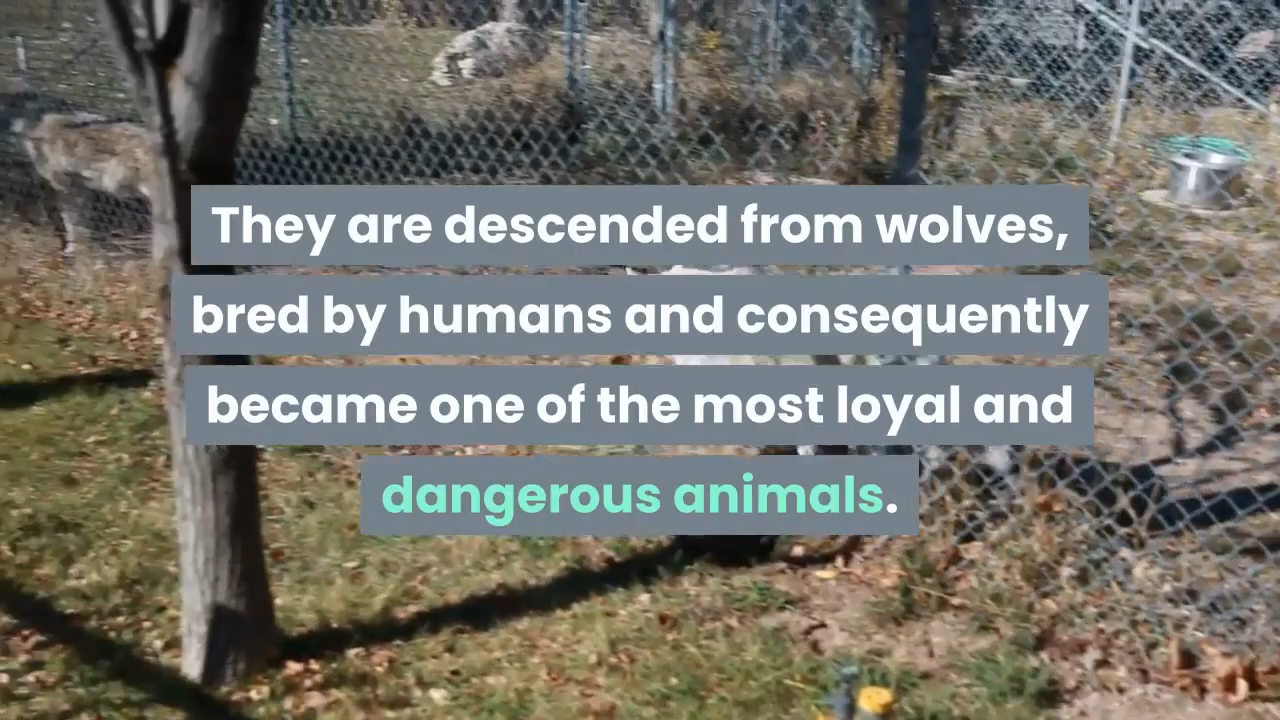 They are descended from wolves,
bred by humans and consequently
became one of the most loyal and
dangerous animals.